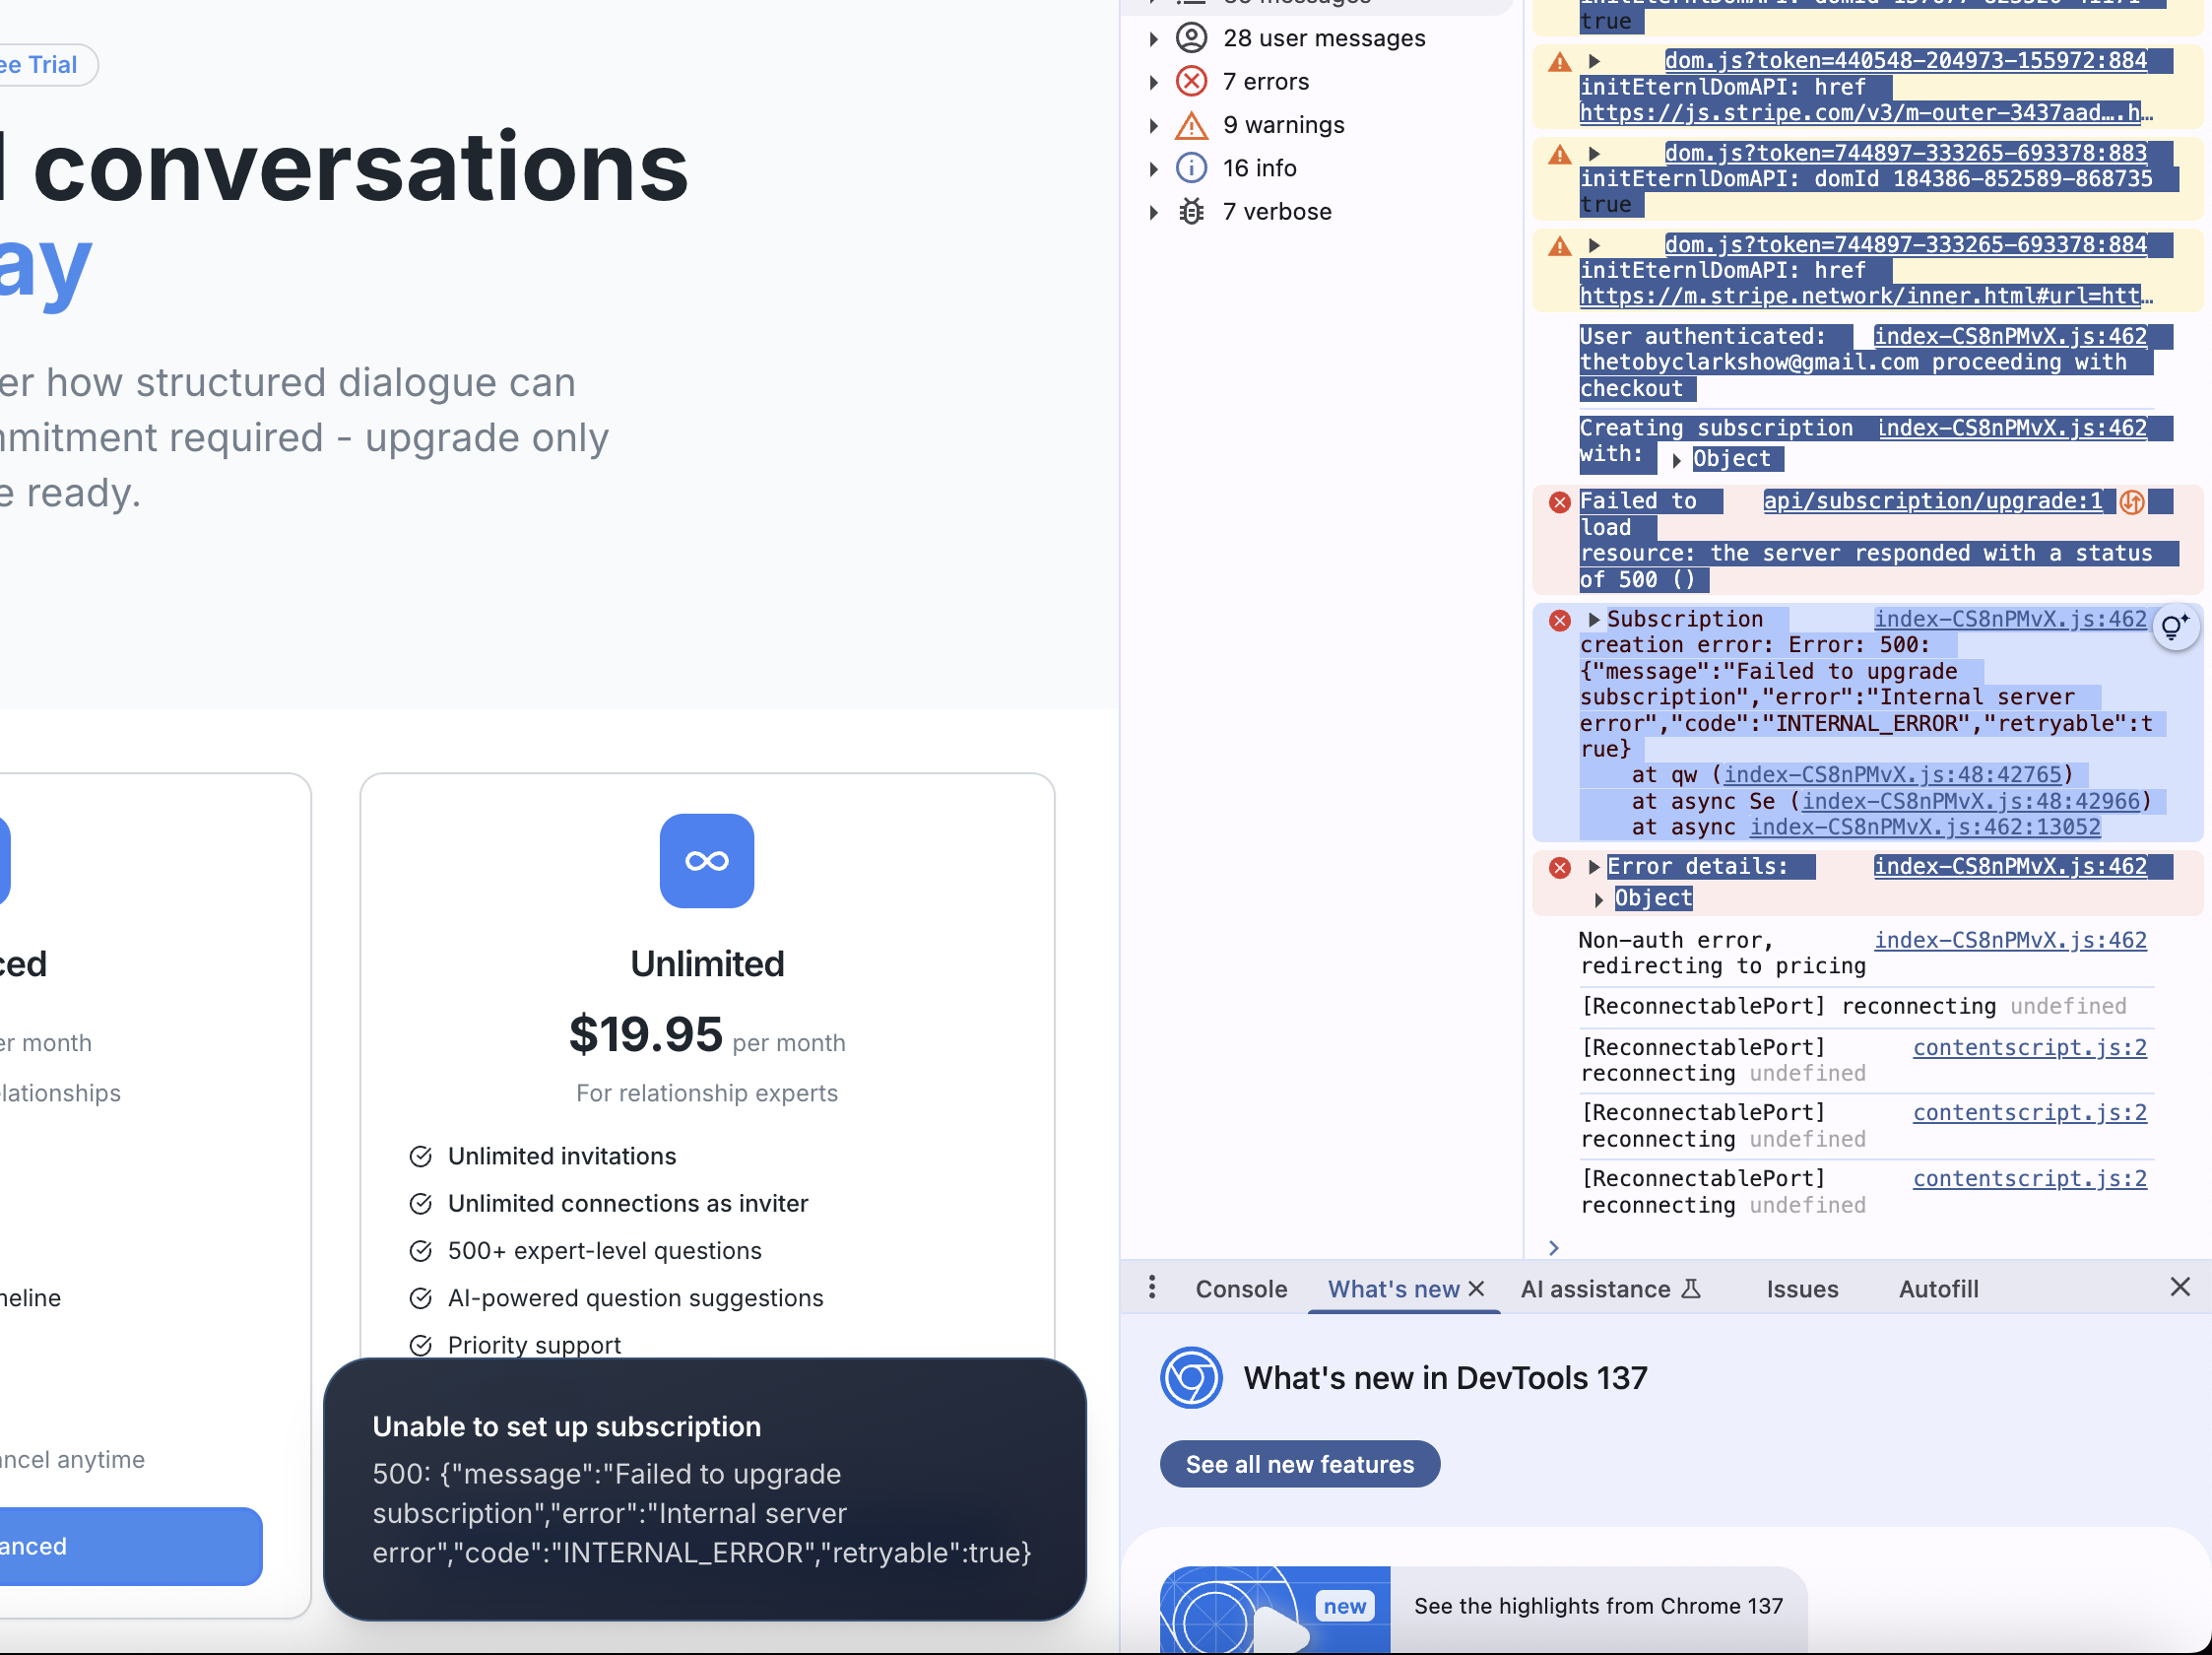 ee Trial
conversations
ay
er how structured dialogue can
mitment required - upgrade only
e ready.
ced
er month
lationships
neline
ancel anytime
anced
Unlimited
$19.95 per month
For relationship experts
Unlimited invitations
Unlimited connections as inviter
500+ expert-level questions
AI-powered question suggestions
Priority support
Unable to set up subscription
500: {"message":"Failed to upgrade
subscription","error":"Internal server
error","code":"INTERNAL_ERROR","retryable":true}
28 user messages
7 errors
9 warnings
16 info
7 verbose
true
dom.js?token=440548-204973-155972:884
initEternlDomAPI: href
https://js.stripe.com/v3/m-outer-3437aad….h…
dom.js?token=744897-333265-693378:883
initEternlDomAPI: domId 184386-852589-868735
true
dom.js?token=744897-333265-693378:884
initEternlDomAPI: href
https://m.stripe.network/inner.html#url=htt…
User authenticated: index-CS8nPMvX.js:462
thetobyclarkshow@gmail.com proceeding with
checkout
Creating subscription index-CS8nPMvX.js:462
with: Object
Failed to api/subscription/upgrade:1
load
resource: the server responded with a status
of 500 ()
Subscription index-CS8nPMvX.js:462
creation error: Error: 500:
{"message":"Failed to upgrade
subscription","error":"Internal server
error","code":"INTERNAL_ERROR","retryable":t
rue}
at qw (index-CS8nPMvX.js:48:42765)
at async Se (index-CS8nPMvX.js:48:42966)
at async index-CS8nPMvX.js:462:13052
Error details: index-CS8nPMvX.js:462
Object
Non-auth error, index-CS8nPMvX.js:462
redirecting to pricing
[ReconnectablePort] reconnecting undefined
[ReconnectablePort] contentscript.js:2
reconnecting undefined
[ReconnectablePort] contentscript.js:2
reconnecting undefined
[ReconnectablePort] contentscript.js:2
reconnecting undefined
Console What's new AI assistance Issues Autofill
What's new in DevTools 137
See all new features
new
See the highlights from Chrome 137